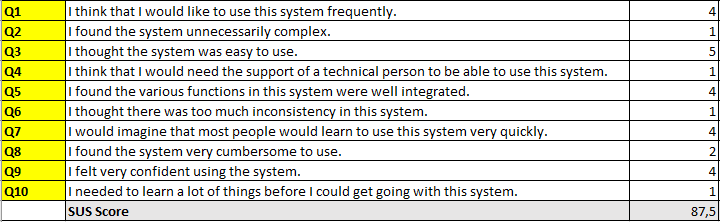 Q1 I think that I would like to use this system frequently. 4
Q2 I found the system unnecessarily complex. 1
Q3 I thought the system was easy to use. 5
Q4 I think that I would need the support of a technical person to be able to use this system. 1
Q5 I found the various functions in this system were well integrated. 4
Q6 I thought there was too much inconsistency in this system. 1
Q7 I would imagine that most people would learn to use this system very quickly. 4
Q8 I found the system very cumbersome to use. 2
Q9 I felt very confident using the system. 4
Q10 I needed to learn a lot of things before I could get going with this system. 1
SUS Score 87,5